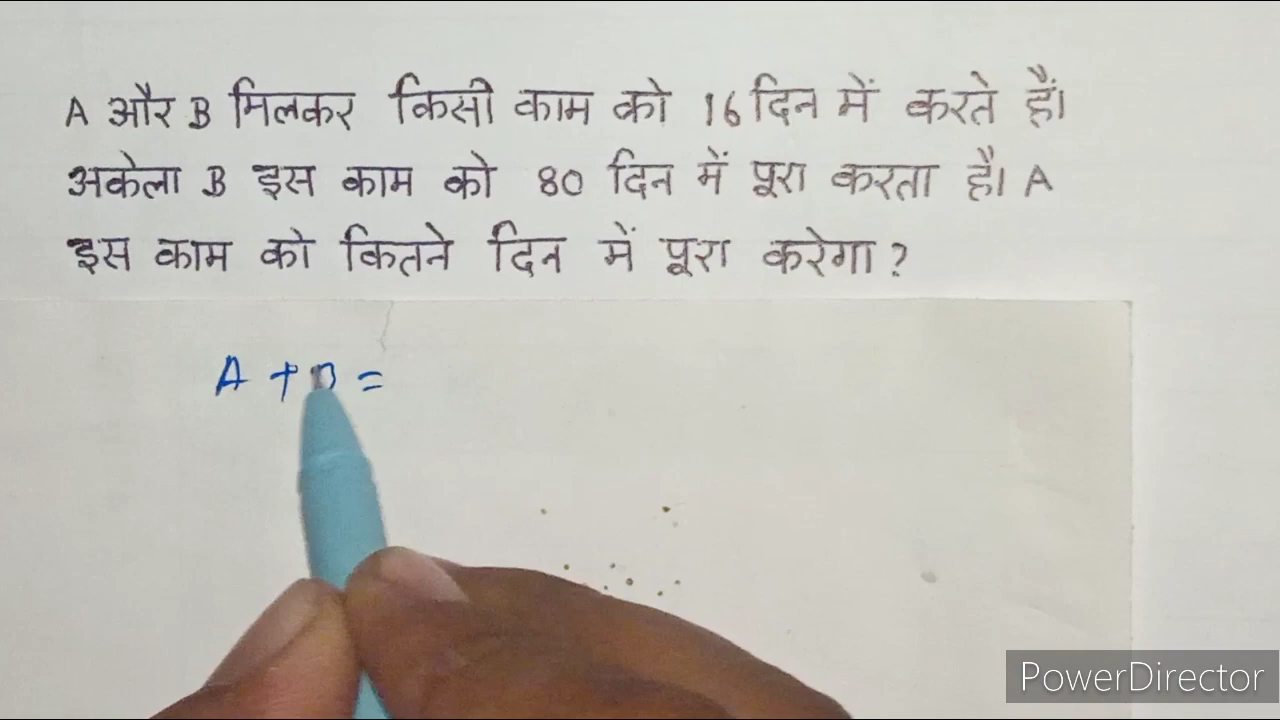 A और B मिलकर किसी काम को 16 दिन में करते हैं।
अकेला B इस काम को 80 दिन में पूरा करता है। A
इस काम को कितने दिन में पूरा करेगा?
A + B =
PowerDirector